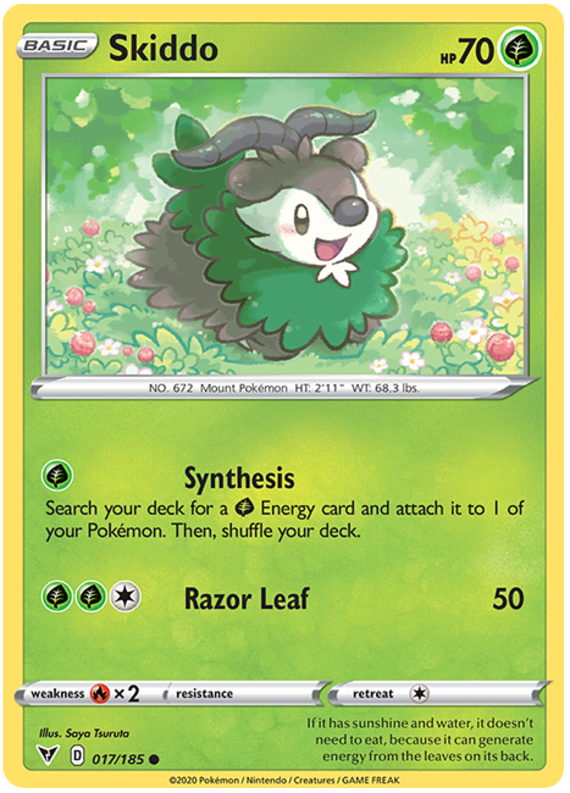 BASIC Skiddo HP70
NO. 672 Mount Pokémon HT: 2'11" WT: 68.3 lbs.
Synthesis
Search your deck for a Energy card and attach it to 1 of
your Pokémon. Then, shuffle your deck.
Razor Leaf 50
weakness ×2 resistance retreat
Illus. Saya Tsuruta
D 017/185
If it has sunshine and water, it doesn't
need to eat, because it can generate
energy from the leaves on its back.
©2020 Pokémon / Nintendo / Creatures / GAME FREAK